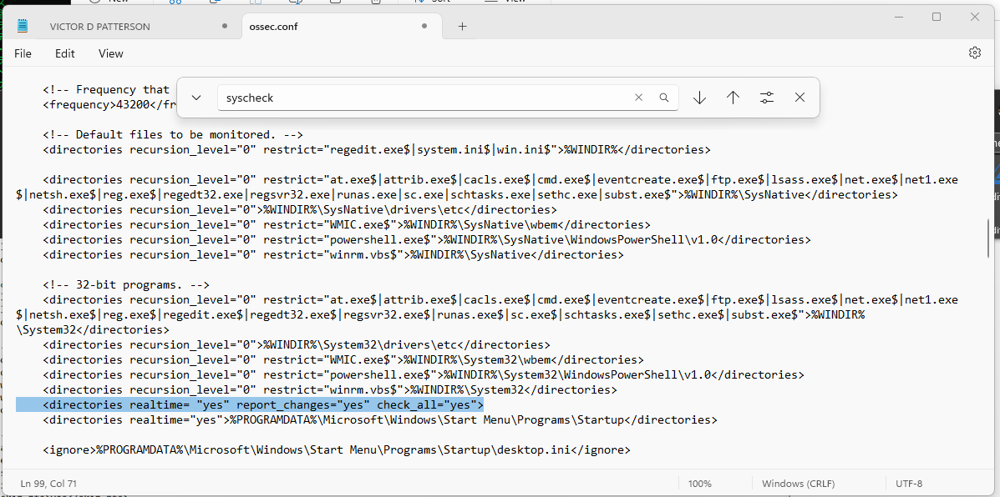 New
Sort
View
VICTOR D PATTERSON
ossec.conf
File Edit View
syscheck
<!-- Frequency that
<frequency>43200</fr
<!-- Default files to be monitored. -->
<directories recursion_level="0" restrict="regedit.exe$|system.ini$|win.ini$">%WINDIR%</directories>
<directories recursion_level="0" restrict="at.exe$|attrib.exe$|cacls.exe$|cmd.exe$|eventcreate.exe$|ftp.exe$|lsass.exe$|net.exe$|net1.exe
$|netsh.exe$|reg.exe$|regedt32.exe|regsvr32.exe|runas.exe|sc.exe|schtasks.exe|sethc.exe|subst.exe$">%WINDIR%\SysNative</directories>
<directories recursion_level="0">%WINDIR%\SysNative\drivers\etc</directories>
<directories recursion_level="0" restrict="WMIC.exe$">%WINDIR%\SysNative\wbem</directories>
<directories recursion_level="0" restrict="powershell.exe$">%WINDIR%\SysNative\WindowsPowerShell\v1.0</directories>
<directories recursion_level="0" restrict="winrm.vbs$">%WINDIR%\SysNative</directories>
<!-- 32-bit programs. -->
<directories recursion_level="0" restrict="at.exe$|attrib.exe$|cacls.exe$|cmd.exe$|eventcreate.exe$|ftp.exe$|lsass.exe$|net.exe$|net1.exe
$|netsh.exe$|reg.exe$|regedit.exe$|regedt32.exe$|regsvr32.exe$|runas.exe$|sc.exe$|schtasks.exe$|sethc.exe$|subst.exe$">%WINDIR%
\System32</directories>
<directories recursion_level="0">%WINDIR%\System32\drivers\etc</directories>
<directories recursion_level="0" restrict="WMIC.exe$">%WINDIR%\System32\wbem</directories>
<directories recursion_level="0" restrict="powershell.exe$">%WINDIR%\System32\WindowsPowerShell\v1.0</directories>
<directories recursion_level="0" restrict="winrm.vbs$">%WINDIR%\System32</directories>
<directories realtime= "yes" report_changes="yes" check_all="yes">
<directories realtime="yes">%PROGRAMDATA%\Microsoft\Windows\Start Menu\Programs\Startup</directories>
<ignore>%PROGRAMDATA%\Microsoft\Windows\Start Menu\Programs\Startup\desktop.ini</ignore>
Ln 99, Col 71
100%
Windows (CRLF)
UTF-8